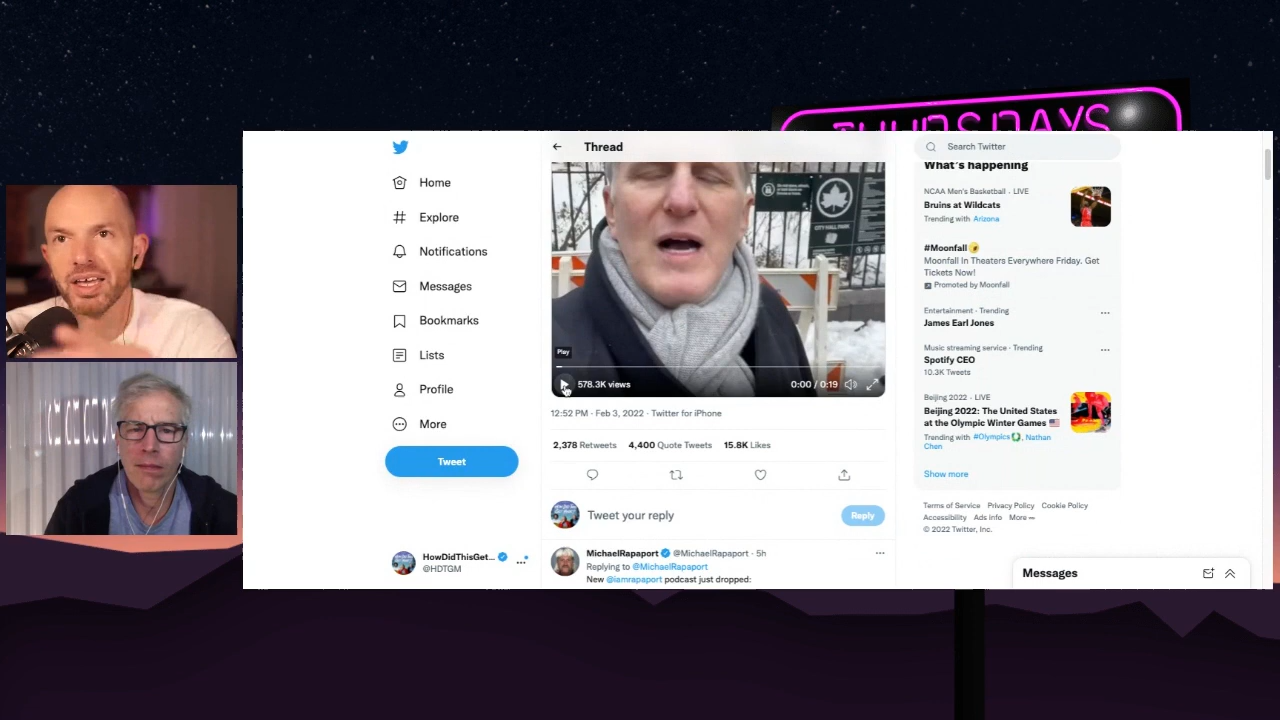 THURSDAYS
Home
Explore
Notifications
Messages
Bookmarks
Lists
Profile
More
Tweet
HowDidThisGet...
@HDTGM
Thread
CITY HALL PARK
Play
578.3K views
0:00 / 0:19
12:52 PM · Feb 3, 2022 · Twitter for iPhone
2,378 Retweets 4,400 Quote Tweets 15.8K Likes
Tweet your reply
Reply
MichaelRapaport @MichaelRapaport · 5h
Replying to @MichaelRapaport
New @iamrapaport podcast just dropped:
Search Twitter
What's happening
NCAA Men's Basketball · LIVE
Bruins at Wildcats
Trending with Arizona
#Moonfall
Moonfall In Theaters Everywhere Friday. Get
Tickets Now!
Promoted by Moonfall
Entertainment · Trending
James Earl Jones
Music streaming service · Trending
Spotify CEO
10.3K Tweets
Beijing 2022 · LIVE
Beijing 2022: The United States
at the Olympic Winter Games
Trending with #Olympics, Nathan
Chen
Show more
Terms of Service Privacy Policy Cookie Policy
Accessibility Ads info More ···
© 2022 Twitter, Inc.
Messages